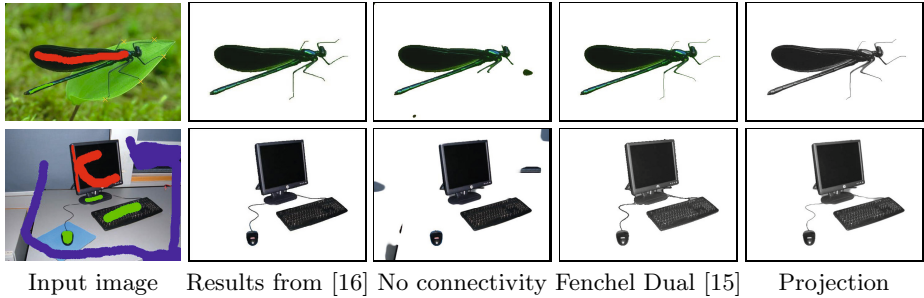 Input image Results from [16] No connectivity Fenchel Dual [15] Projection